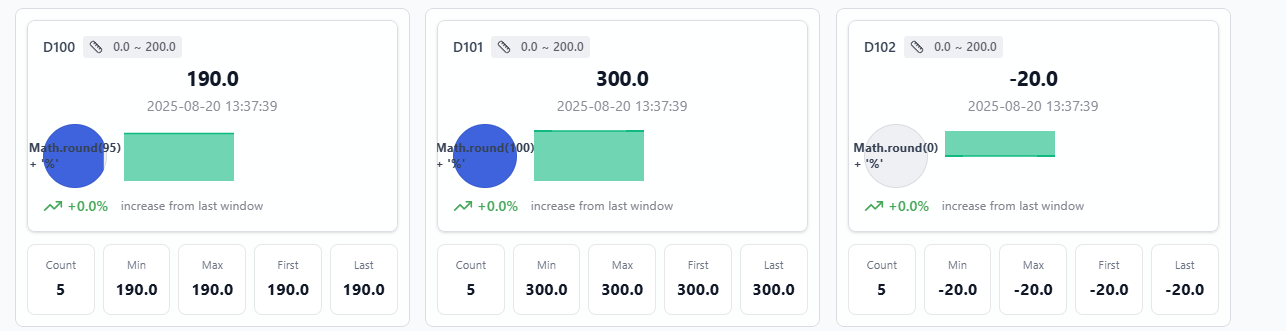 D100 0.0 ~ 200.0
190.0
2025-08-20 13:37:39
Math.round(95)
+ '%'
+0.0% increase from last window
Count Min Max First Last
5 190.0 190.0 190.0 190.0
D101 0.0 ~ 200.0
300.0
2025-08-20 13:37:39
Math.round(100)
+ '%'
+0.0% increase from last window
Count Min Max First Last
5 300.0 300.0 300.0 300.0
D102 0.0 ~ 200.0
-20.0
2025-08-20 13:37:39
Math.round(0)
+ '%'
+0.0% increase from last window
Count Min Max First Last
5 -20.0 -20.0 -20.0 -20.0